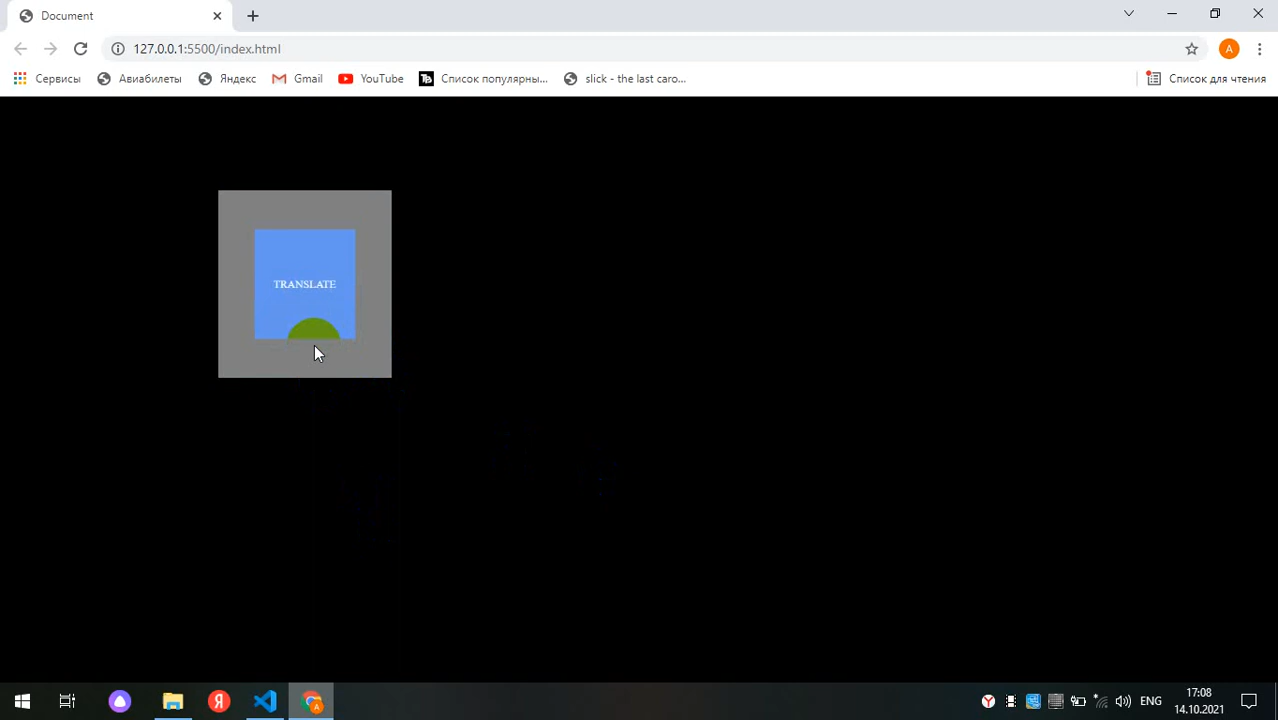 Document
127.0.0.1:5500/index.html
A
Сервисы
Авиабилеты
Яндекс
Gmail
YouTube
Список популярны...
slick - the last caro...
Список для чтения
TRANSLATE
ENG
17:08
14.10.2021